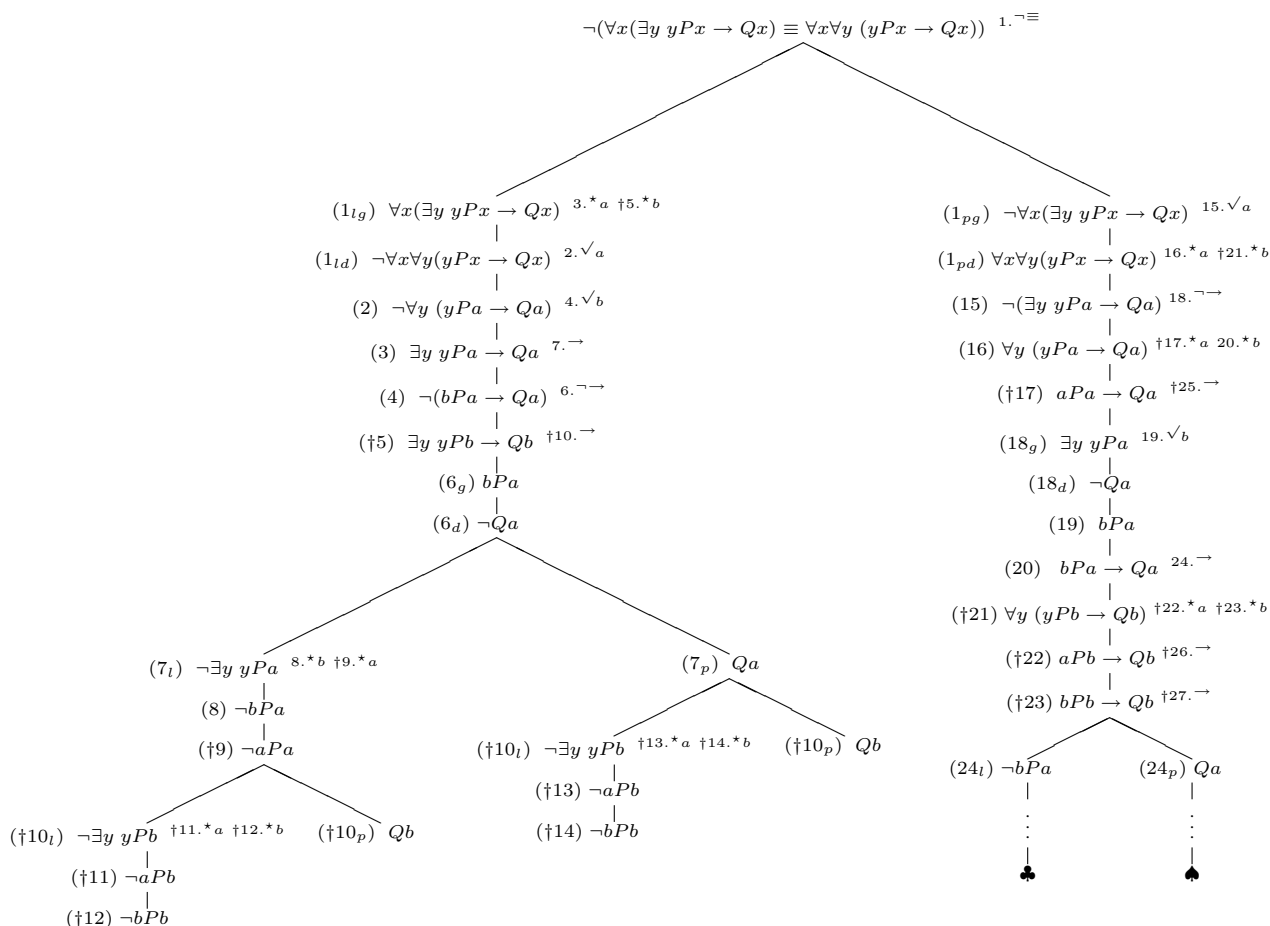 ¬(∀x(∃y yPx → Qx) ≡ ∀x∀y (yPx → Qx)) 1.¬≡
(1lg) ∀x(∃y yPx → Qx) 3.⋆a †5.⋆b
(1ld) ¬∀x∀y(yPx → Qx) 2.√a
(2) ¬∀y (yPa → Qa) 4.√b
(3) ∃y yPa → Qa 7.→
(4) ¬(bPa → Qa) 6.¬→
(†5) ∃y yPb → Qb †10.→
(6g) bPa
(6d) ¬Qa
(7l) ¬∃y yPa 8.⋆b †9.⋆a
(8) ¬bPa
(†9) ¬aPa
(†10l) ¬∃y yPb †11.⋆a †12.⋆b
(†11) ¬aPb
(†12) ¬bPb
(†10p) Qb
(7p) Qa
(†10l) ¬∃y yPb †13.⋆a †14.⋆b
(†13) ¬aPb
(†14) ¬bPb
(†10p) Qb
(1pg) ¬∀x(∃y yPx → Qx) 15.√a
(1pd) ∀x∀y(yPx → Qx) 16.⋆a †21.⋆b
(15) ¬(∃y yPa → Qa) 18.¬→
(16) ∀y (yPa → Qa) †17.⋆a 20.⋆b
(†17) aPa → Qa †25.→
(18g) ∃y yPa 19.√b
(18d) ¬Qa
(19) bPa
(20) bPa → Qa 24.→
(†21) ∀y (yPb → Qb) †22.⋆a †23.⋆b
(†22) aPb → Qb †26.→
(†23) bPb → Qb †27.→
(24l) ¬bPa
♣
(24p) Qa
♠